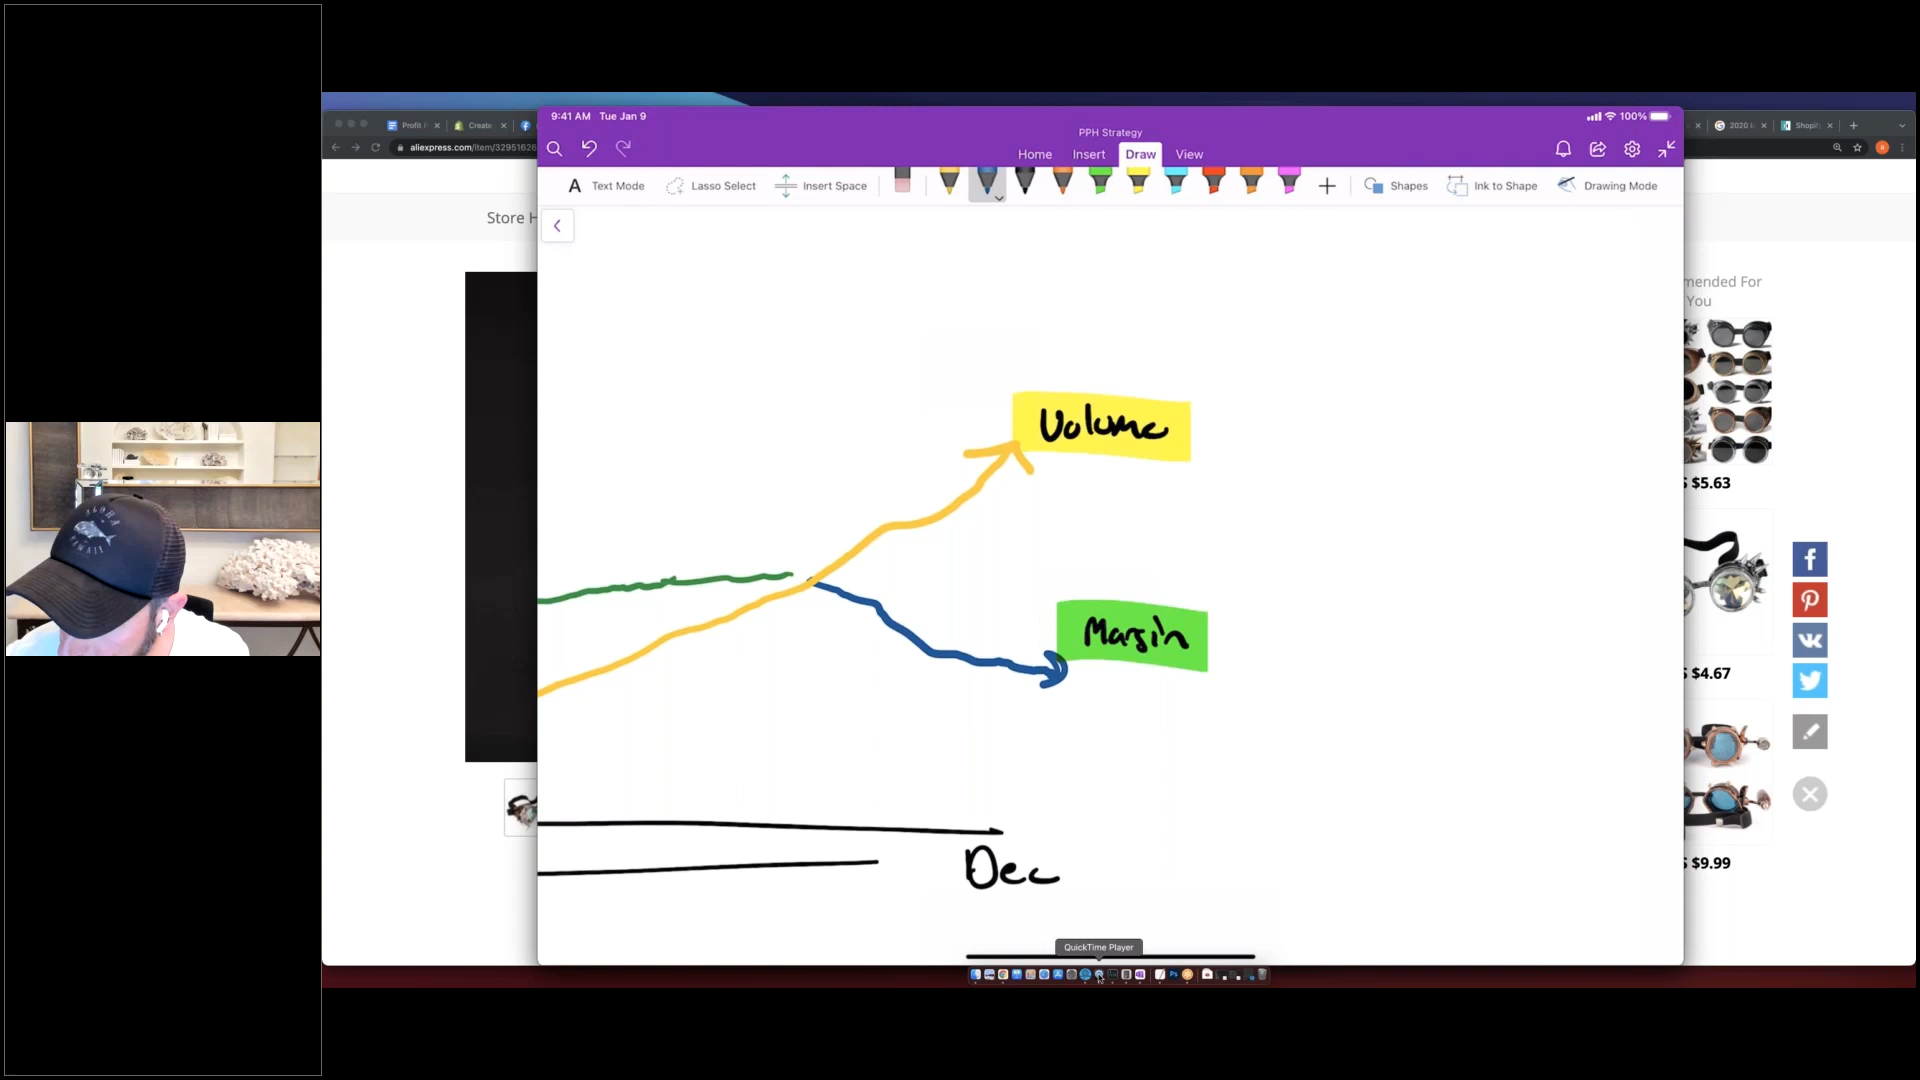 9:41 AM Tue Jan 9
100%
PPH Strategy
Home Insert Draw View
A Text Mode Lasso Select Insert Space Shapes Ink to Shape Drawing Mode
Profit
Create
2020
Shopif
aliexpress.com/item/32951626
Store H
mended For
You
$5.63
$4.67
$9.99
Volume
Margin
Dec
QuickTime Player
ALOHA
HAWAII